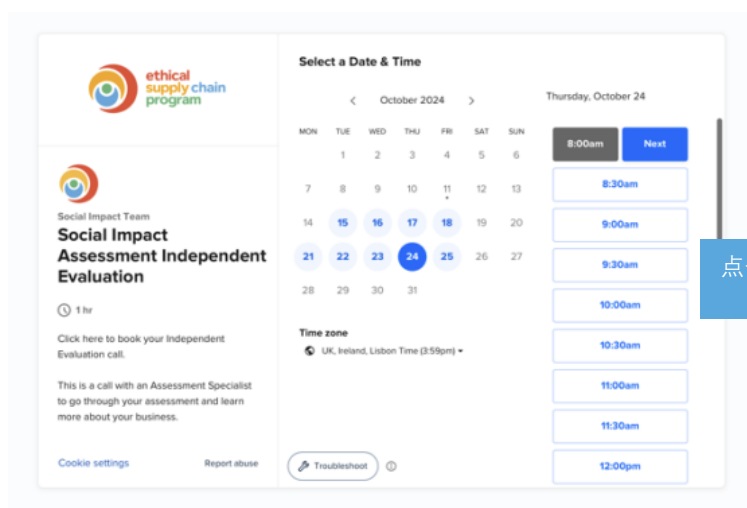 ethical
supply chain
program
Social Impact Team
Social Impact
Assessment Independent
Evaluation
1 hr
Click here to book your Independent
Evaluation call.
This is a call with an Assessment Specialist
to go through your assessment and learn
more about your business.
Cookie settings
Report abuse
Select a Date & Time
October 2024
MON TUE WED THU FRI SAT SUN
1 2 3 4 5 6
7 8 9 10 11 12 13
14 15 16 17 18 19 20
21 22 23 24 25 26 27
28 29 30 31
Time zone
UK, Ireland, Lisbon Time (3:59pm)
Troubleshoot
Thursday, October 24
8:00am Next
8:30am
9:00am
9:30am
10:00am
10:30am
11:00am
11:30am
12:00pm
点